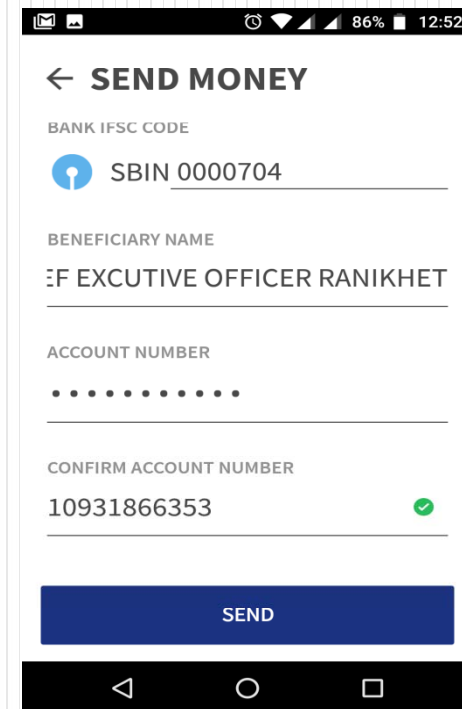 86% 12:52
← SEND MONEY
BANK IFSC CODE
SBIN 0000704
BENEFICIARY NAME
EF EXCUTIVE OFFICER RANIKHET
ACCOUNT NUMBER
•••••••••••
CONFIRM ACCOUNT NUMBER
10931866353
SEND